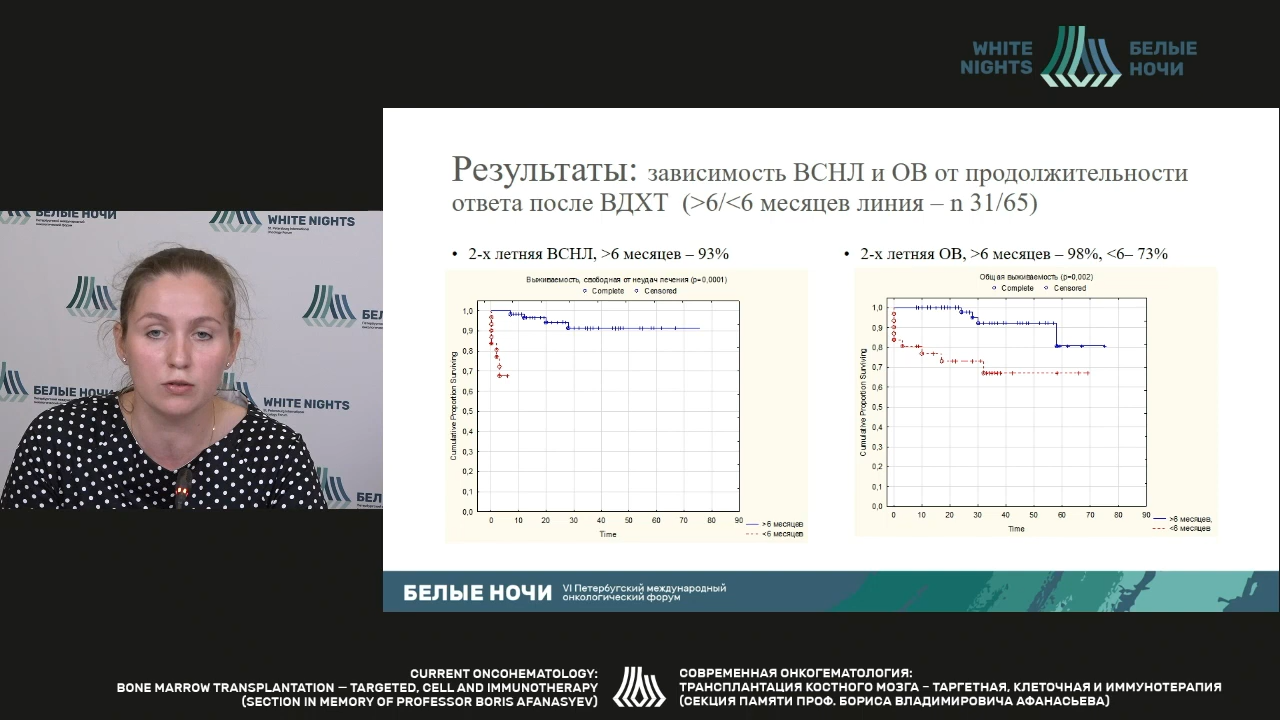 WHITE
NIGHTS
БЕЛЫЕ
НОЧИ
Результаты: зависимость ВСНЛ и ОВ от продолжительности
ответа после ВДХТ (>6/<6 месяцев линия – n 31/65)
• 2-х летняя ВСНЛ, >6 месяцев – 93%
Выживаемость, свободная от неудач лечения (p=0,0001)
Complete Censored
Cumulative Proportion Surviving
1,0
0,9
0,8
0,7
0,6
0,5
0,4
0,3
0,2
0,1
0,0
0 10 20 30 40 50 60 70 80 90
Time
>6 месяцев
<6 месяцев
• 2-х летняя ОВ, >6 месяцев – 98%, <6– 73%
Общая выживаемость (p=0,002)
Complete Censored
Cumulative Proportion Surviving
1,0
0,9
0,8
0,7
0,6
0,5
0,4
0,3
0,2
0,1
0,0
0 10 20 30 40 50 60 70 80 90
Time
>6 месяцев,
<6 месяцев
БЕЛЫЕ НОЧИ
VI Петербугский международный
онкологический форум
БЕЛЫЕ НОЧИ
WHITE NIGHTS
БЕЛЫ
БЕЛЫЕ НОЧИ
WHITE NIGHTS
БЕЛ
CURRENT ONCOHEMATOLOGY:
BONE MARROW TRANSPLANTATION — TARGETED, CELL AND IMMUNOTHERAPY
(SECTION IN MEMORY OF PROFESSOR BORIS AFANASYEV)
СОВРЕМЕННАЯ ОНКОГЕМАТОЛОГИЯ:
ТРАНСПЛАНТАЦИЯ КОСТНОГО МОЗГА – ТАРГЕТНАЯ, КЛЕТОЧНАЯ И ИММУНОТЕРАПИЯ
(СЕКЦИЯ ПАМЯТИ ПРОФ. БОРИСА ВЛАДИМИРОВИЧА АФАНАСЬЕВА)